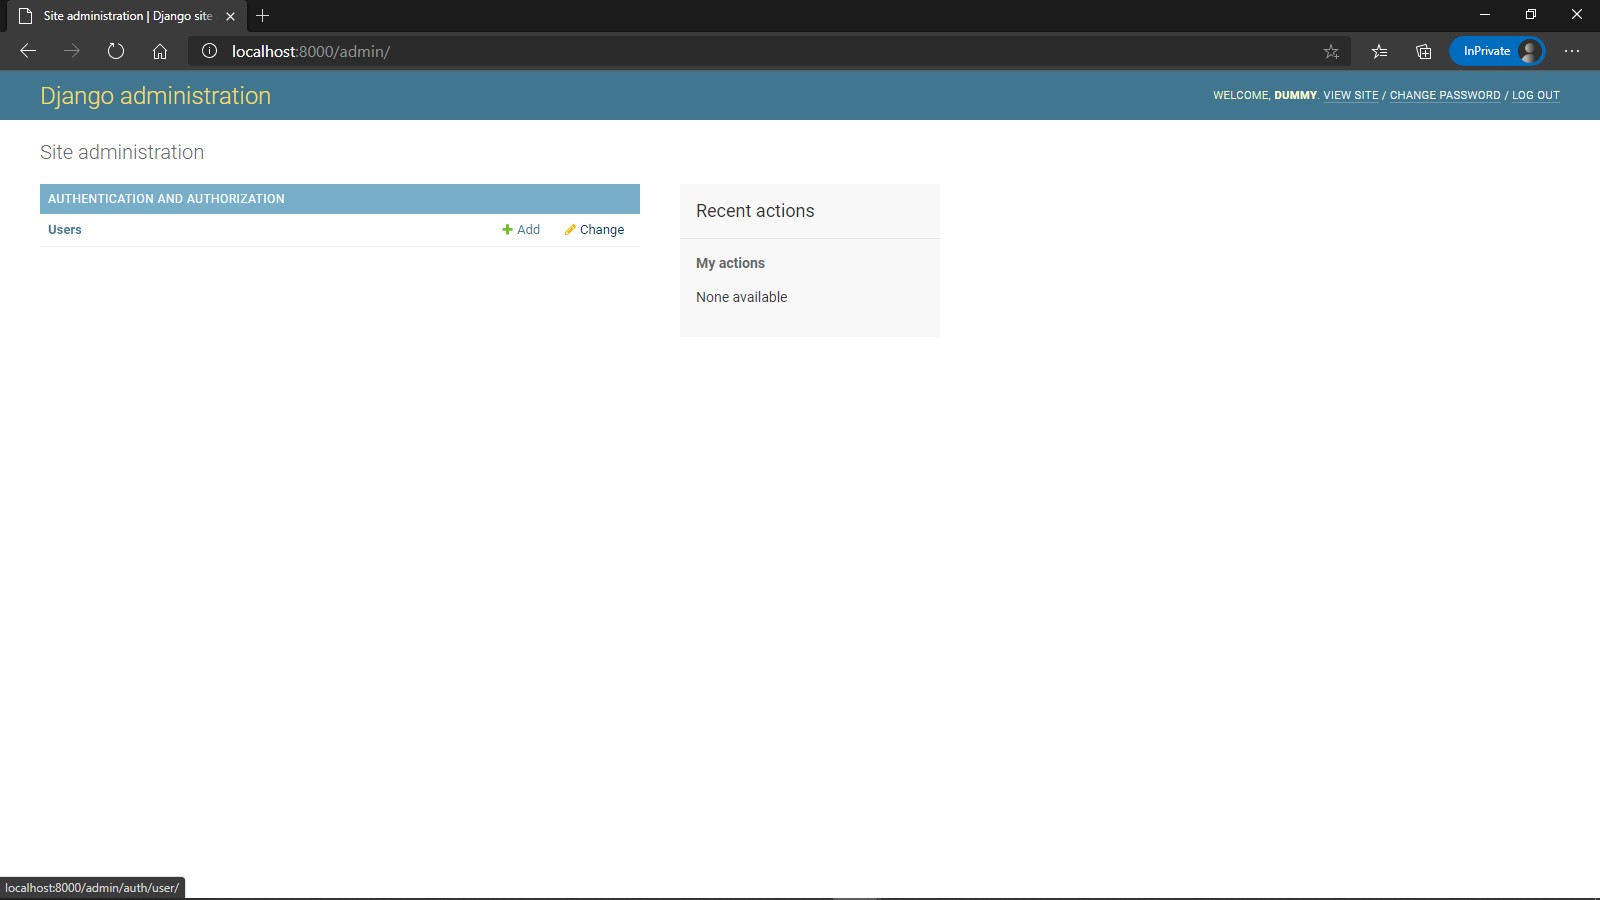 Site administration | Django site
localhost:8000/admin/
InPrivate
Django administration
WELCOME, DUMMY. VIEW SITE / CHANGE PASSWORD / LOG OUT
Site administration
AUTHENTICATION AND AUTHORIZATION
Users
Add
Change
Recent actions
My actions
None available
localhost:8000/admin/auth/user/